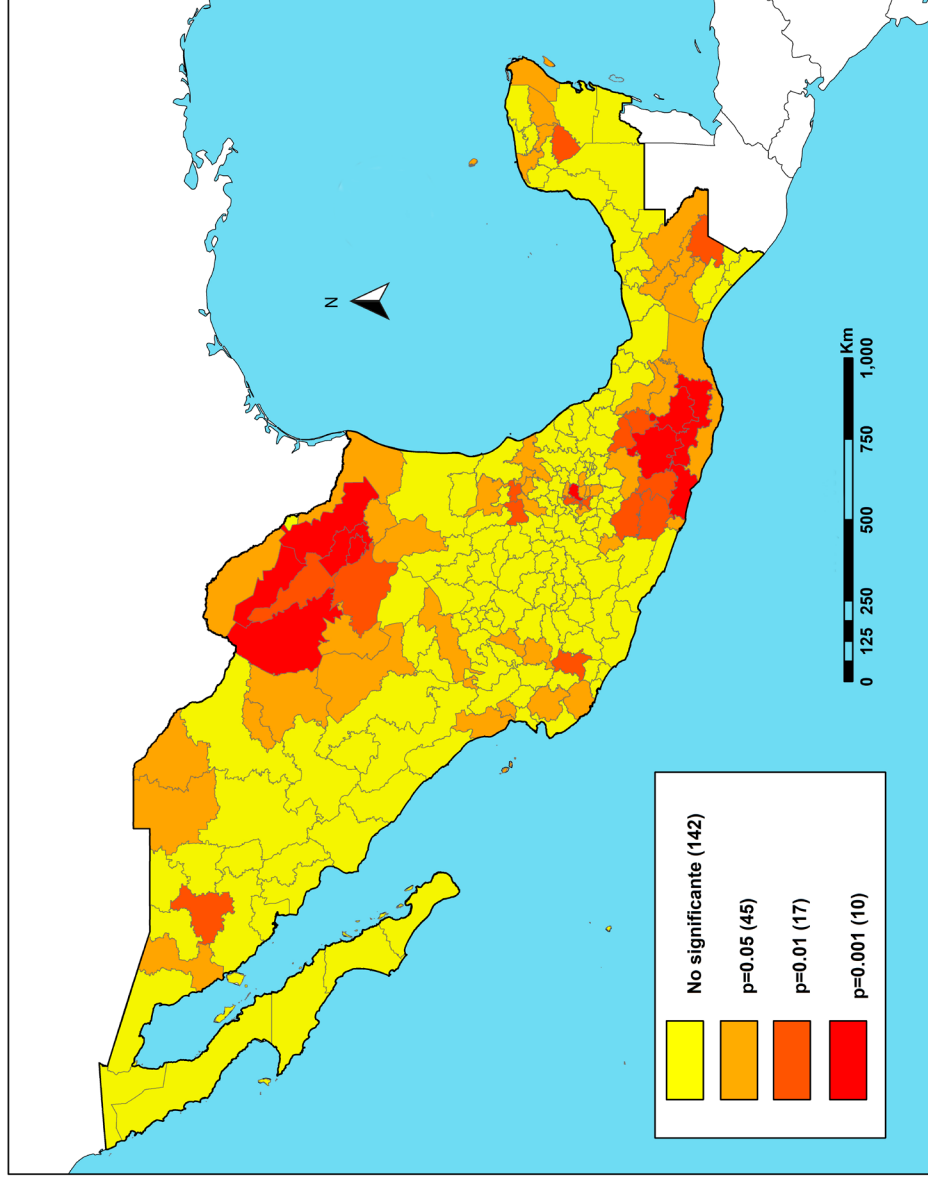 N
Km
0 125 250 500 750 1,000
No significante (142)
p=0.05 (45)
p=0.01 (17)
p=0.001 (10)